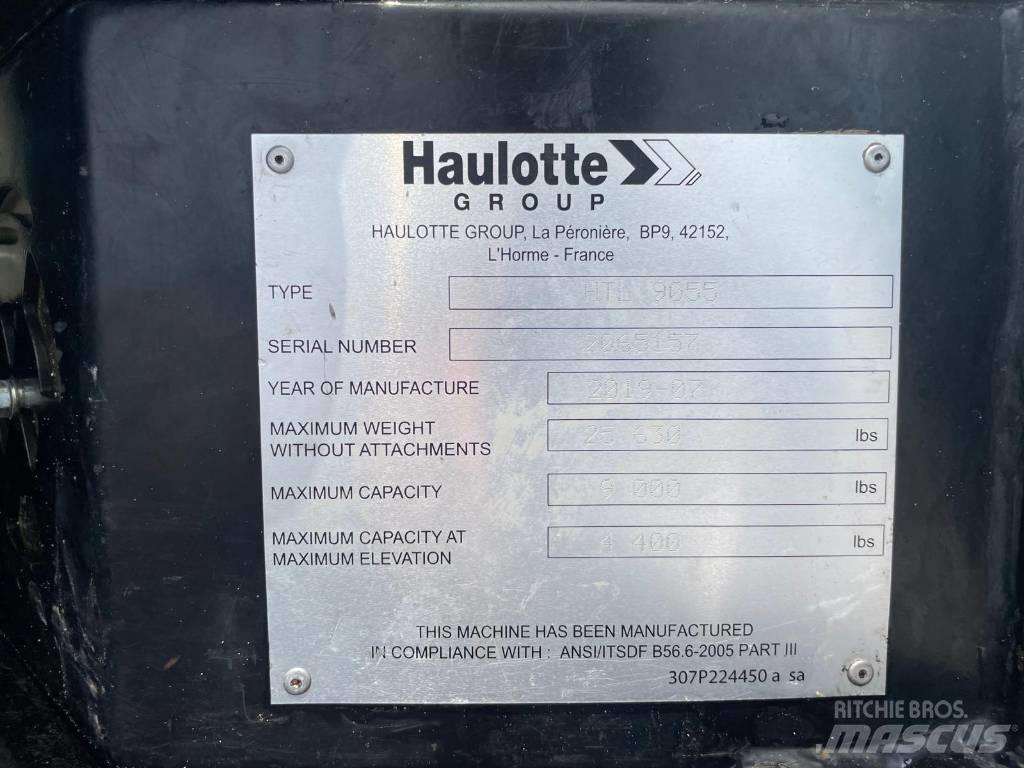 Haulotte
GROUP
HAULOTTE GROUP, La Péronière, BP9, 42152,
L'Horme - France
TYPE HTL 9055
SERIAL NUMBER 2065157
YEAR OF MANUFACTURE 2019-07
MAXIMUM WEIGHT
WITHOUT ATTACHMENTS 25 630 lbs
MAXIMUM CAPACITY 9 000 lbs
MAXIMUM CAPACITY AT
MAXIMUM ELEVATION 4 400 lbs
THIS MACHINE HAS BEEN MANUFACTURED
IN COMPLIANCE WITH : ANSI/ITSDF B56.6-2005 PART III
307P224450 a sa
RITCHIE BROS.
MASCUS